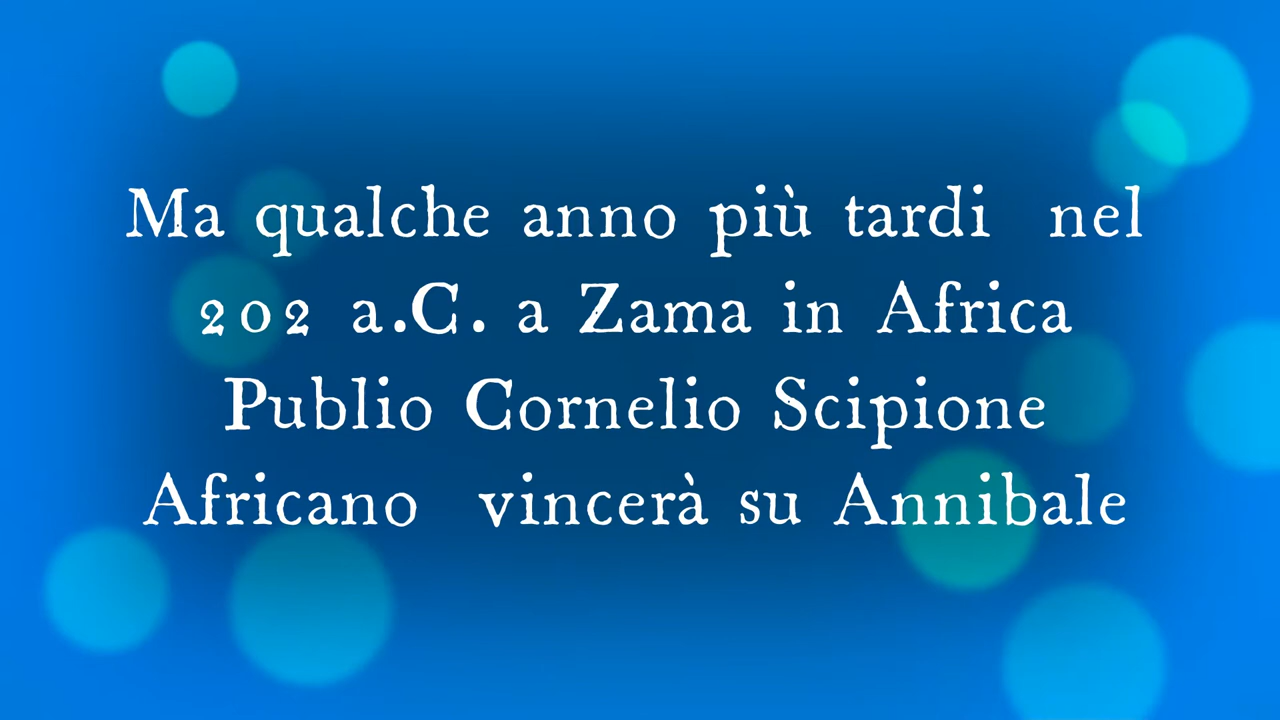 Ma qualche anno più tardi nel
202 a.C. a Zama in Africa
Publio Cornelio Scipione
Africano vincerà su Annibale